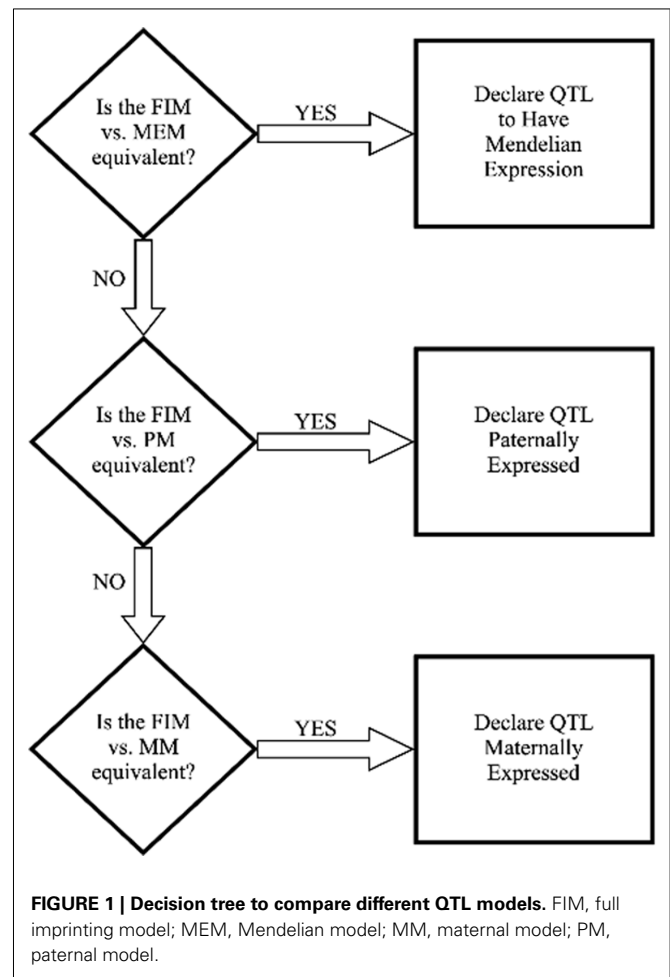 Is the FIM
vs. MEM
equivalent?
YES
Declare QTL
to Have
Mendelian
Expression
NO
Is the FIM
vs. PM
equivalent?
YES
Declare QTL
Paternally
Expressed
NO
Is the FIM
vs. MM
equivalent?
YES
Declare QTL
Maternally
Expressed
FIGURE 1 | Decision tree to compare different QTL models. FIM, full
imprinting model; MEM, Mendelian model; MM, maternal model; PM,
paternal model.